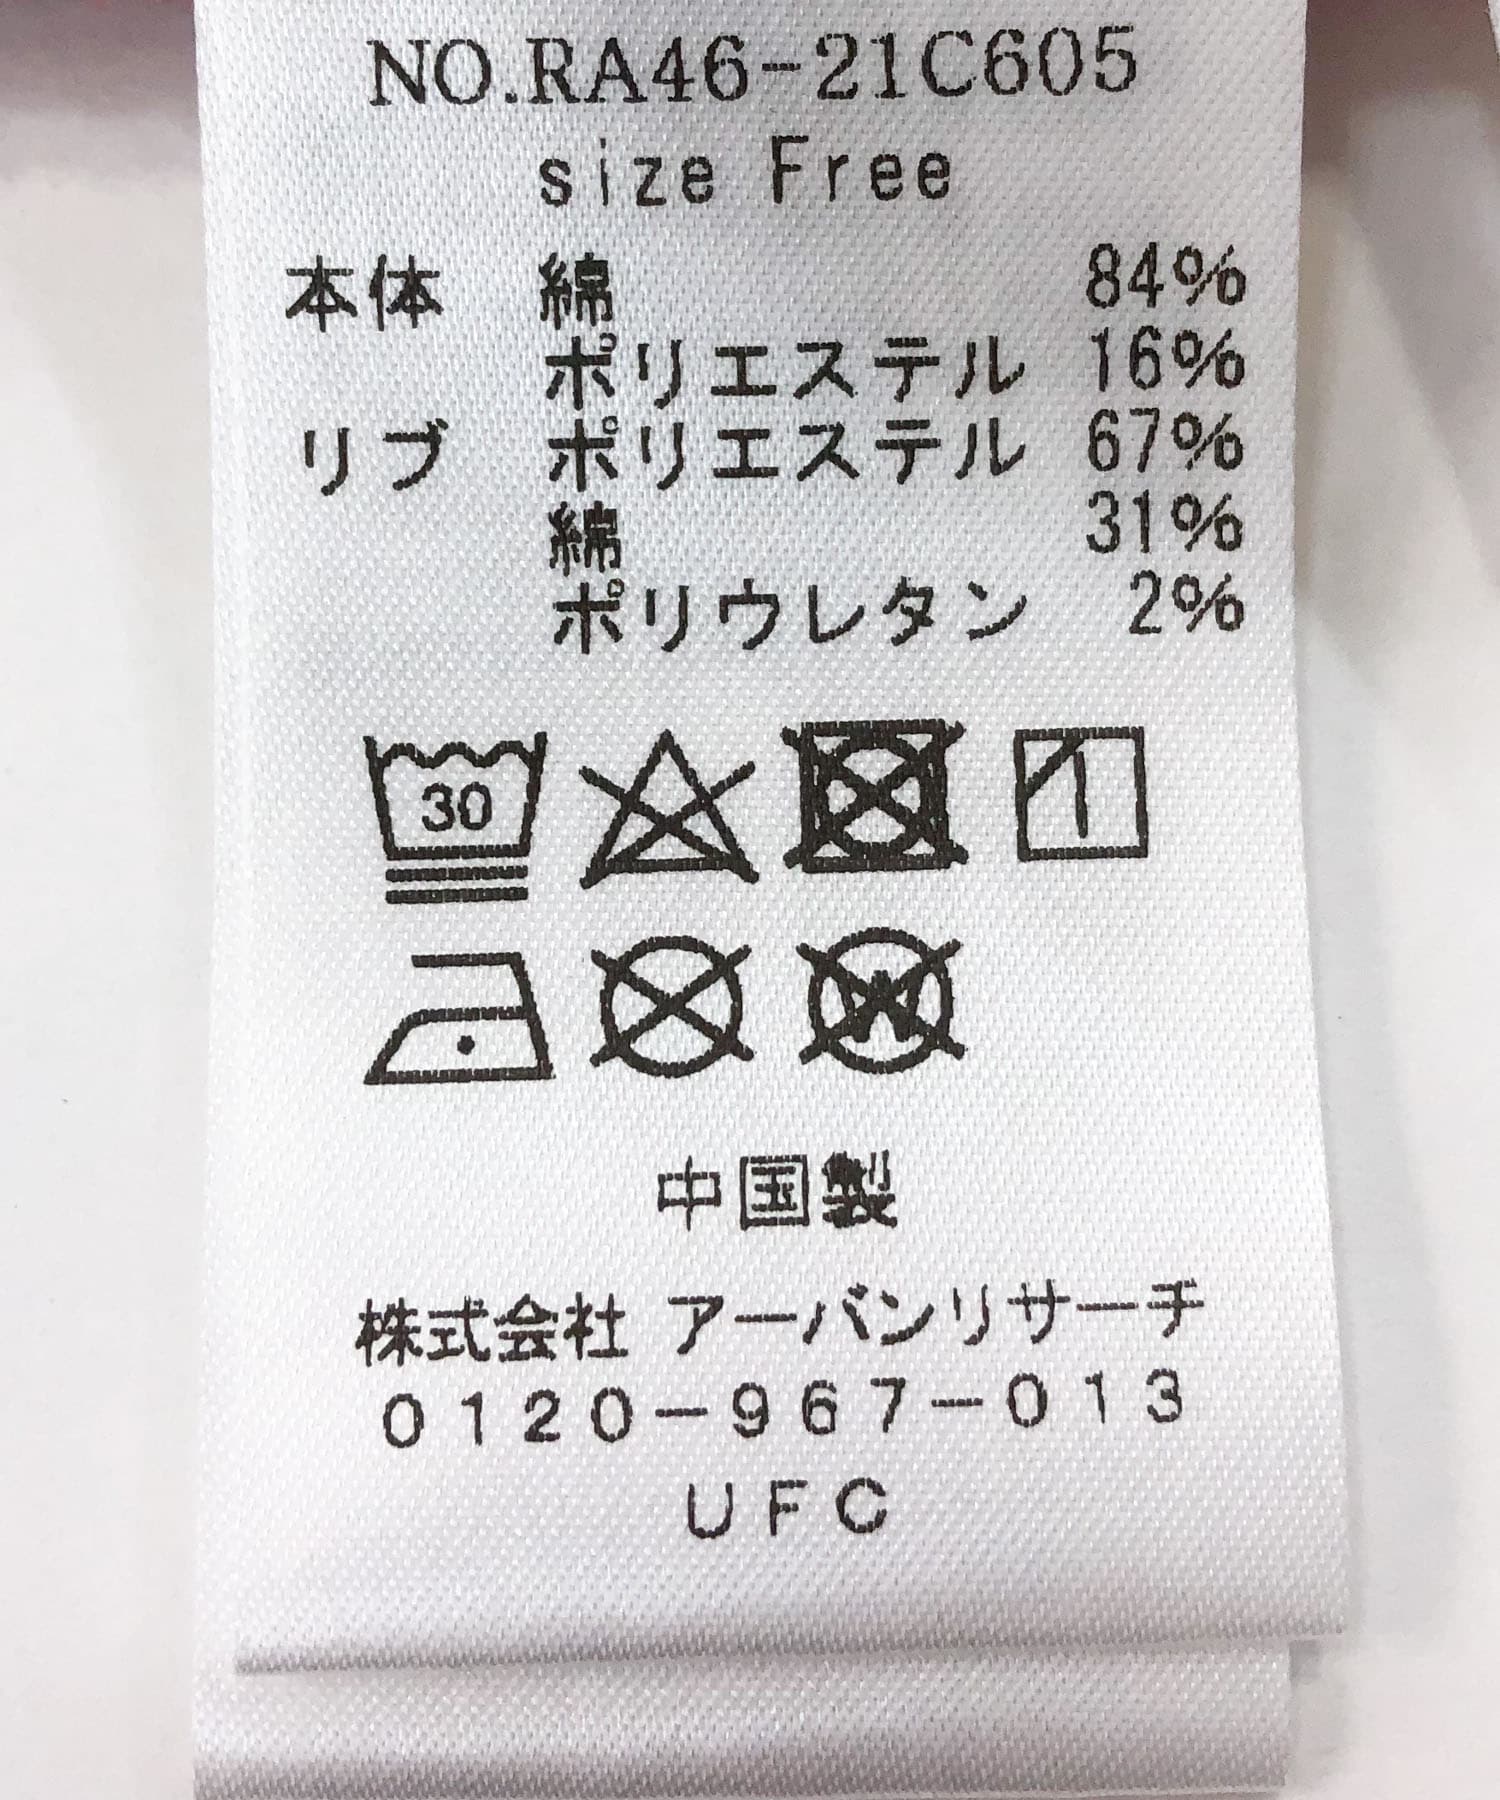 NO.RA46-21C605
size Free
本体 綿 84%
ポリエステル 16%
リブ ポリエステル 67%
綿 31%
ポリウレタン 2%
30
中国製
株式会社 アーバンリサーチ
0120-967-013
UFC